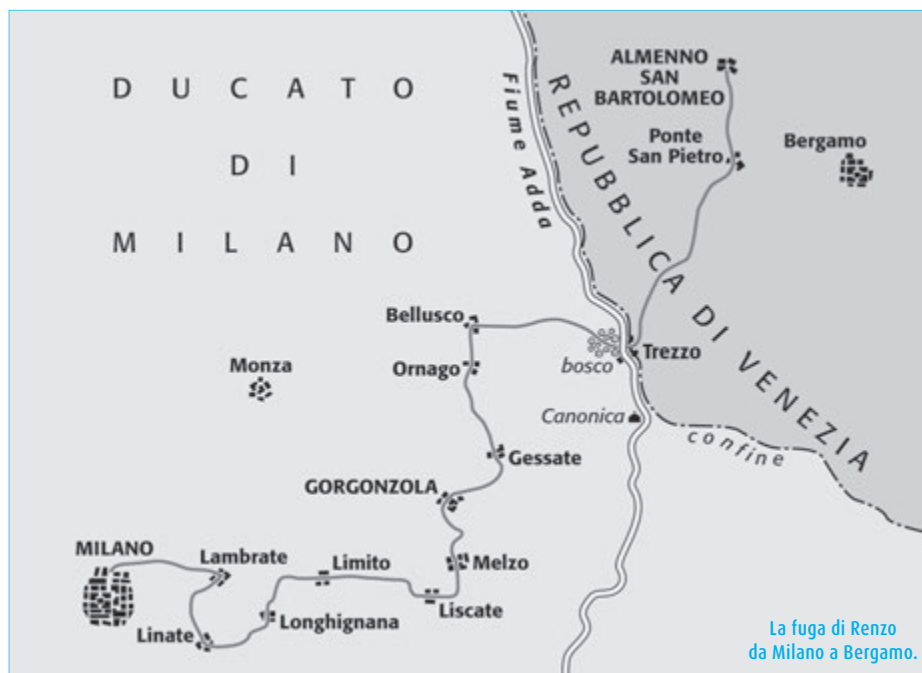 DUCATO
DI
MILANO
Fiume Adda
REPUBBLICA DI VENEZIA
ALMENNO
SAN
BARTOLOMEO
Ponte
San Pietro
Bergamo
Bellusco
Monza
Ornago
bosco
Trezzo
Canonica
confine
Gessate
GORGONZOLA
MILANO
Lambrate
Limito
Melzo
Liscate
Longhignana
Linate
La fuga di Renzo
da Milano a Bergamo.